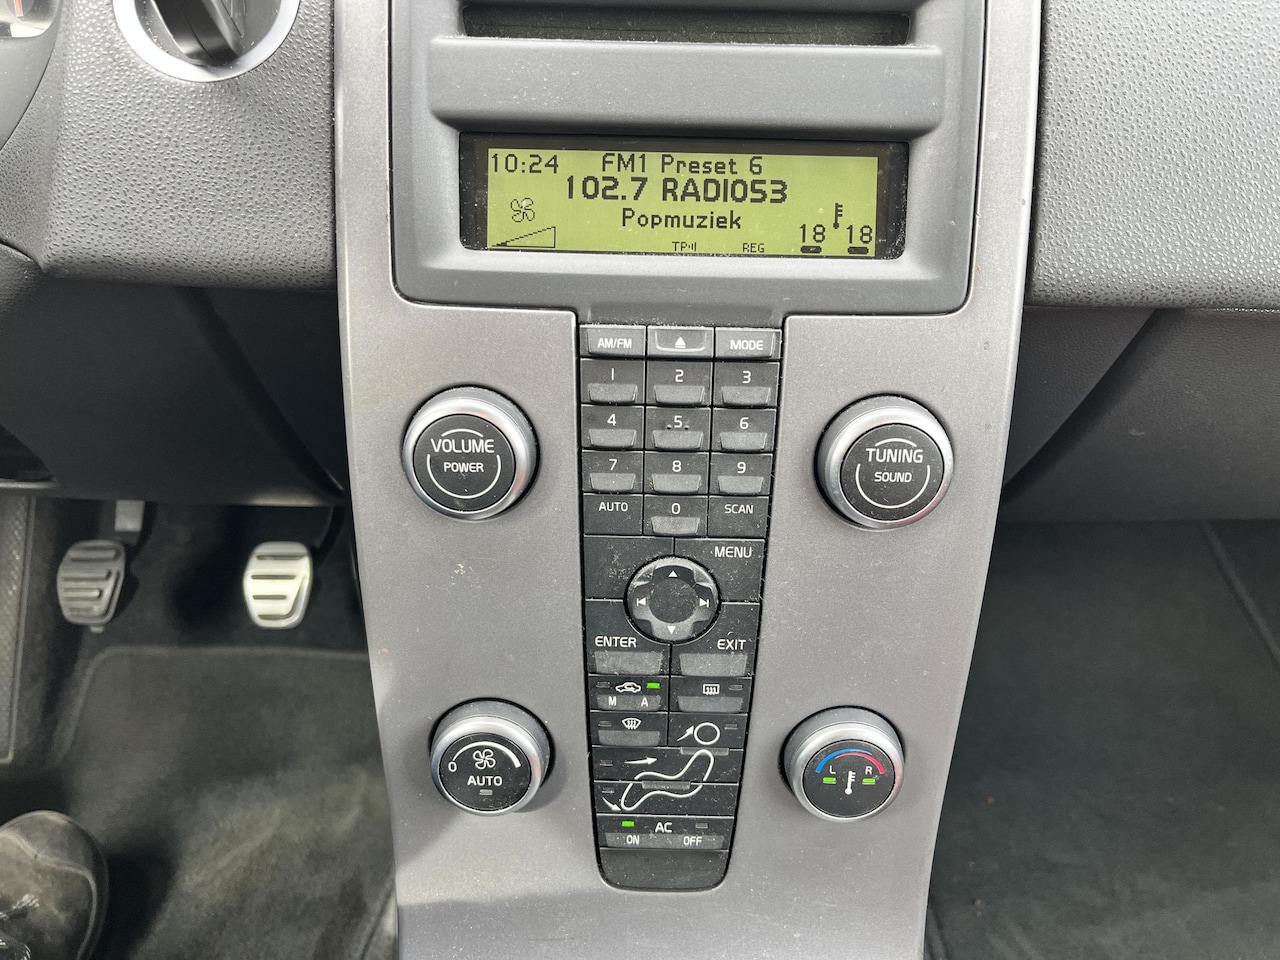 10:24 FM1 Preset 6
102.7 RADIO53
Popmuziek
18 18
TP REG
AM/FM MODE
1 2 3
4 5 6
7 8 9
AUTO 0 SCAN
VOLUME
POWER
TUNING
SOUND
MENU
ENTER EXIT
M A
0
AUTO
L R
AC
ON OFF